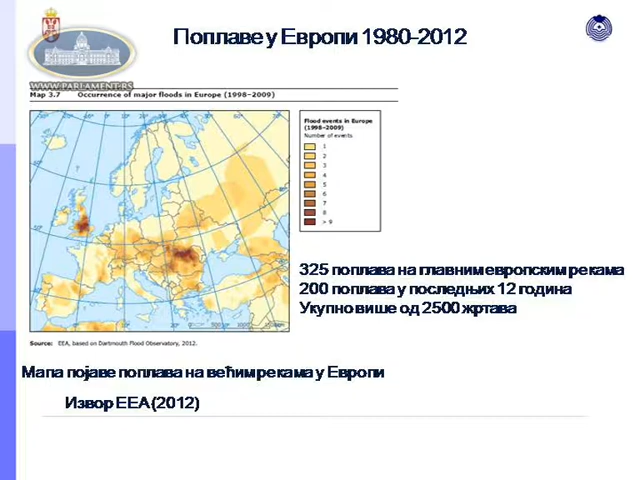 Поплаве у Европи 1980-2012
WWW.PARLAMENT.RS
Map 3.7 Occurrence of major floods in Europe (1998–2009)
Flood events in Europe
(1998–2009)
Number of events
1
2
3
4
5
6
7
8
> 9
325 поплава на главним европским рекама
200 поплава у последњих 12 година
Укупно више од 2500 жртава
Source: EEA, based on Dartmouth Flood Observatory, 2012.
Мапа појаве поплава на већим рекама у Европи
Извор ЕЕА (2012)